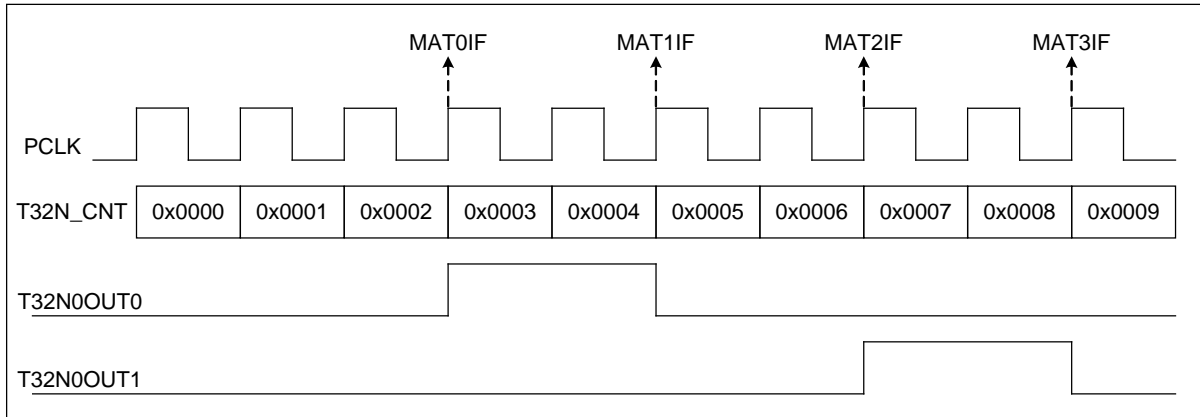 MAT0IF MAT1IF MAT2IF MAT3IF
PCLK
T32N_CNT 0x0000 0x0001 0x0002 0x0003 0x0004 0x0005 0x0006 0x0007 0x0008 0x0009
T32N0OUT0
T32N0OUT1